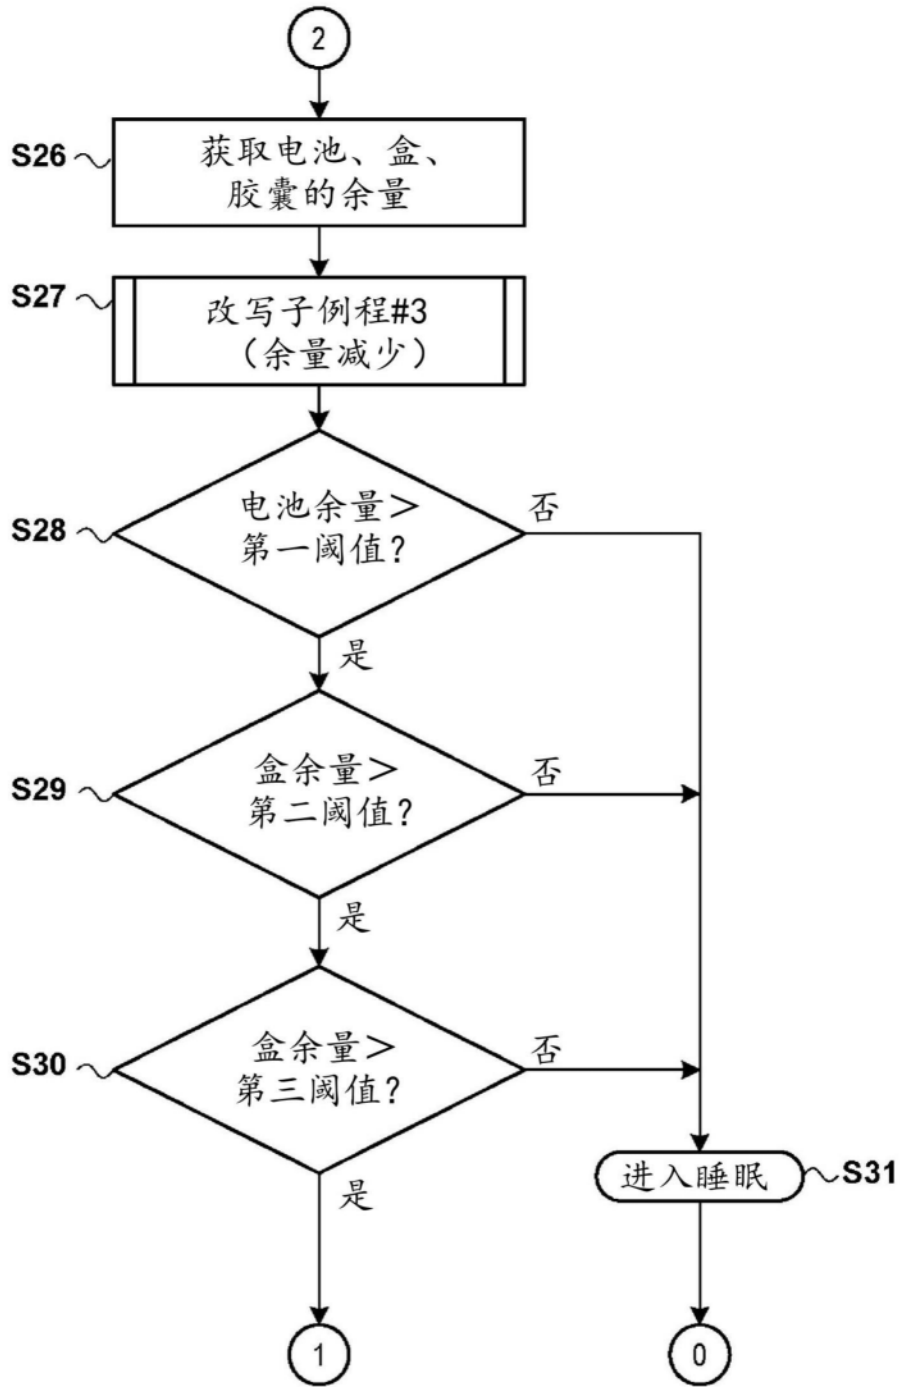 2
S26
获取电池、盒、
胶囊的余量
S27
改写子例程#3
（余量减少）
S28
电池余量＞
第一阈值？
否
是
S29
盒余量＞
第二阈值？
否
是
S30
盒余量＞
第三阈值？
否
是
进入睡眠
S31
1
0